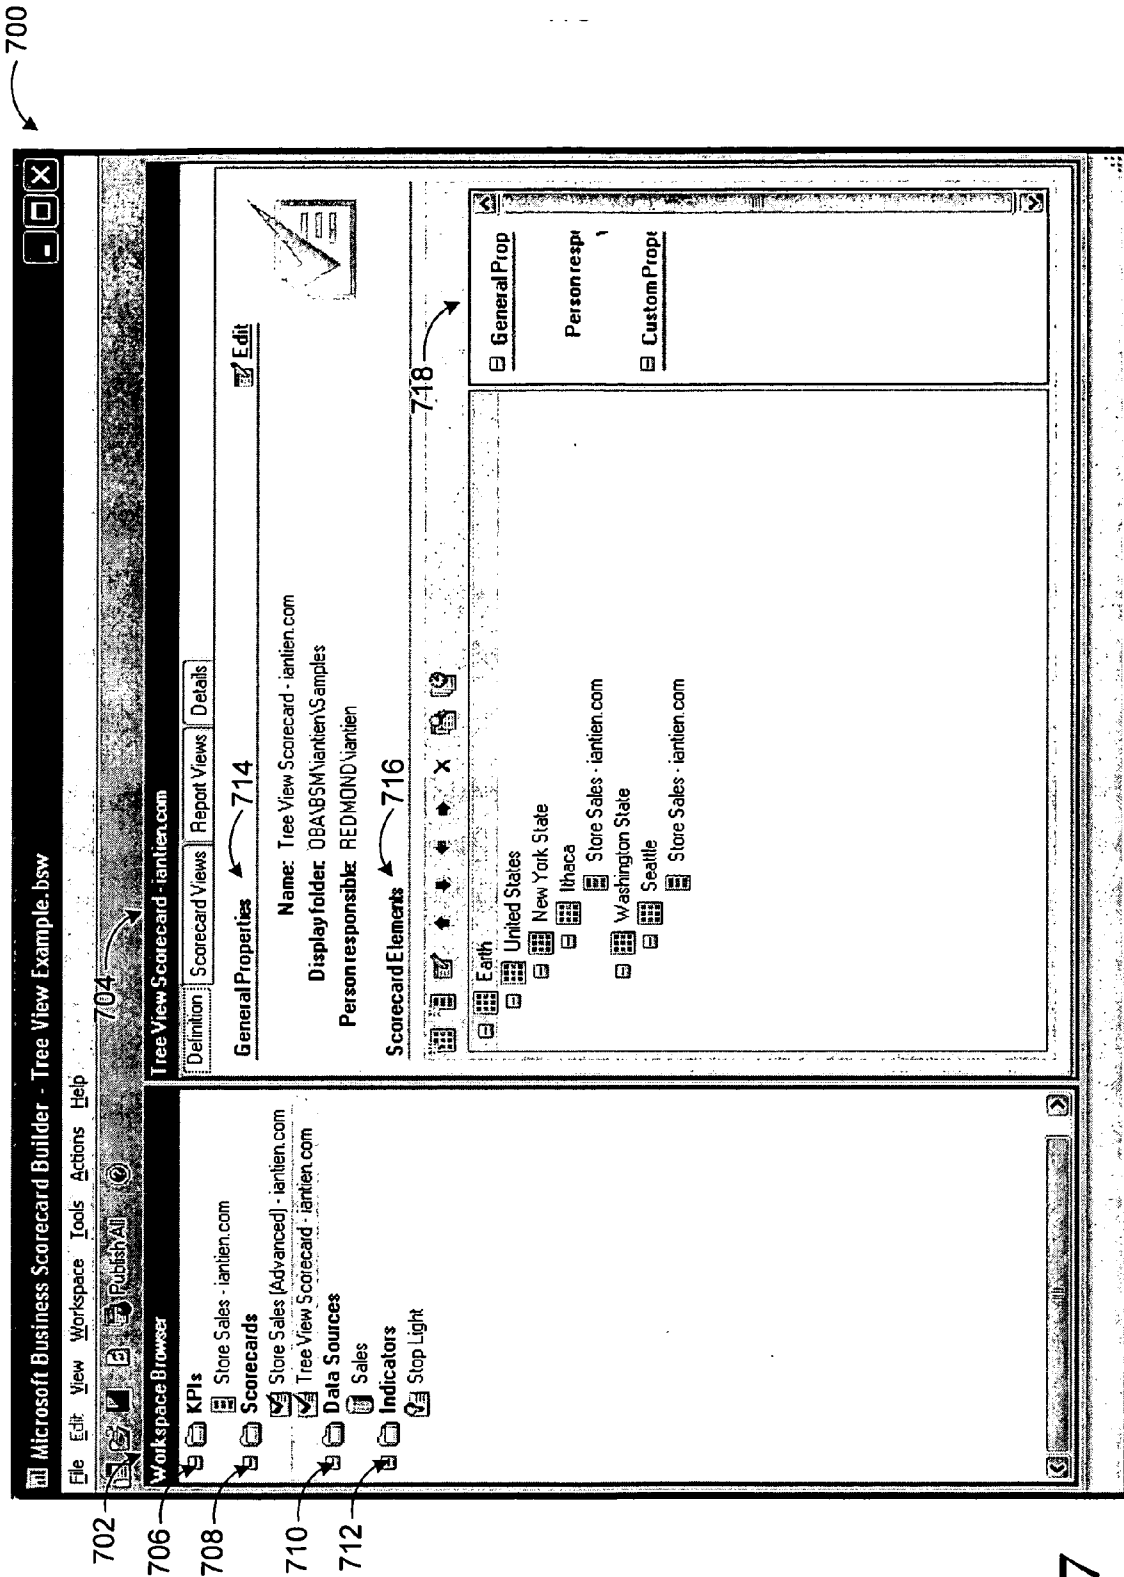 700
Microsoft Business Scorecard Builder - Tree View Example.bsw
File Edit View Workspace Tools Actions Help
Publish All
702
704
Workspace Browser
706
KPIs
Store Sales - iantien.com
708
Scorecards
Store Sales (Advanced) - iantien.com
Tree View Scorecard - iantien.com
710
Data Sources
Sales
712
Indicators
Stop Light
Tree View Scorecard - iantien.com
Definition Scorecard Views Report Views Details
General Properties
714
Edit
Name: Tree View Scorecard - iantien.com
Display folder: OBA\BSM\iantien\Samples
Person responsible: REDMOND\iantien
Scorecard Elements
716
718
Earth
United States
New York State
Ithaca
Store Sales - iantien.com
Washington State
Seattle
Store Sales - iantien.com
General Prop
Person resp
Custom Prope
7